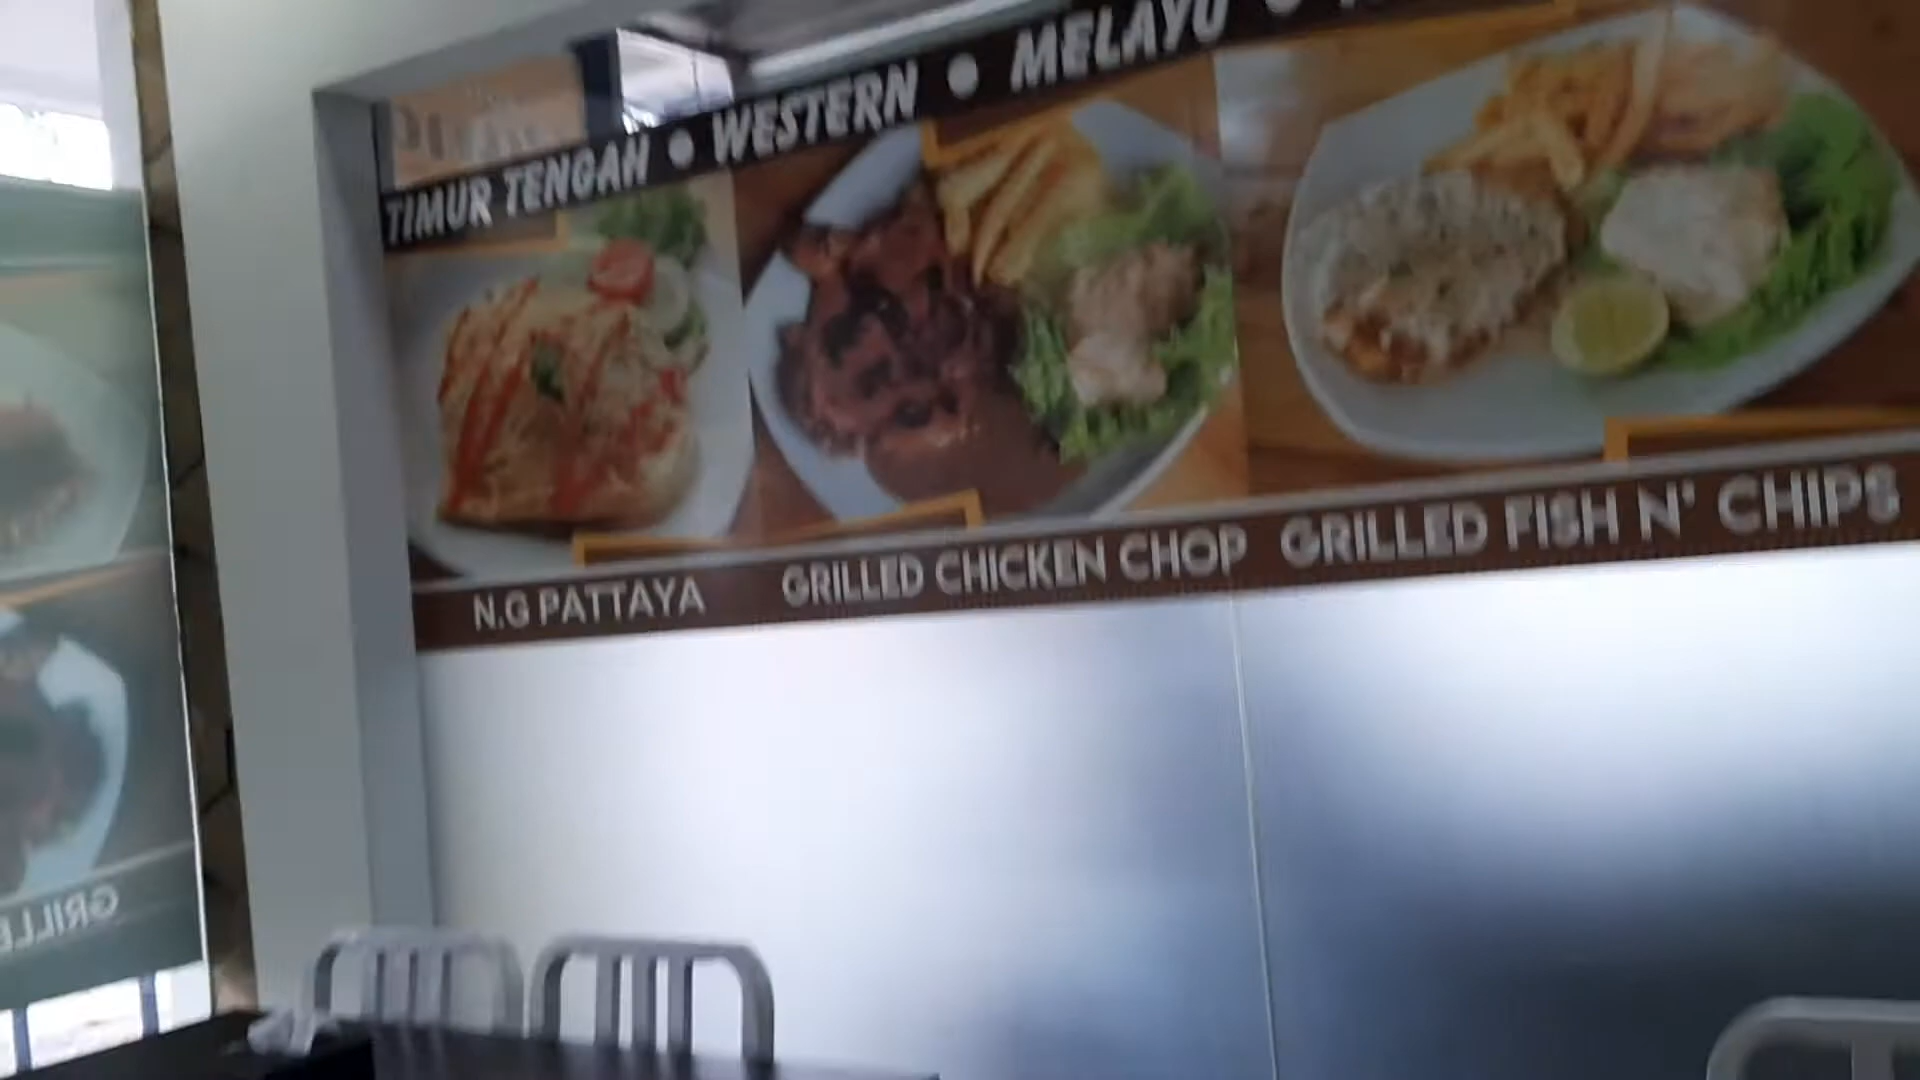 TIMUR TENGAH • WESTERN • MELAYU •
N.G PATTAYA
GRILLED CHICKEN CHOP
GRILLED FISH N' CHIPS